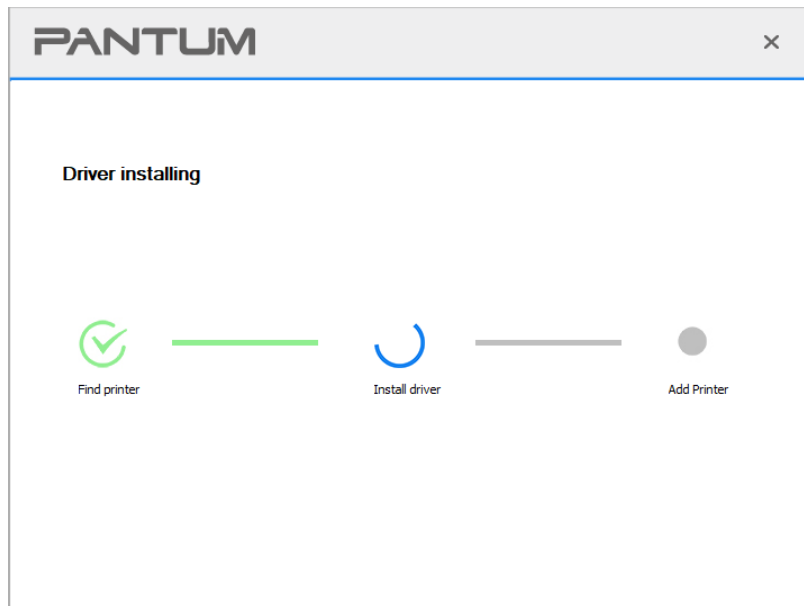 PANTUM
Driver installing
Find printer
Install driver
Add Printer